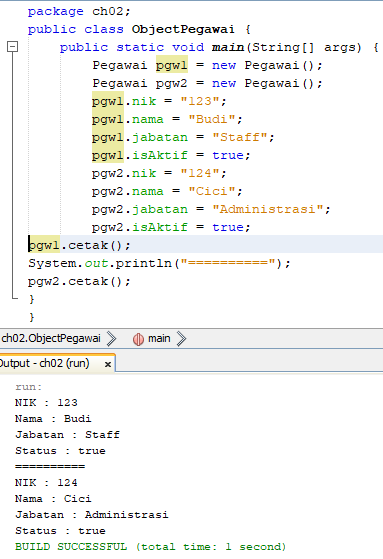 package ch02;
public class ObjectPegawai {
public static void main(String[] args) {
Pegawai pgw1 = new Pegawai();
Pegawai pgw2 = new Pegawai();
pgw1.nik = "123";
pgw1.nama = "Budi";
pgw1.jabatan = "Staff";
pgw1.isAktif = true;
pgw2.nik = "124";
pgw2.nama = "Cici";
pgw2.jabatan = "Administrasi";
pgw2.isAktif = true;
pgw1.cetak();
System.out.println("==========");
pgw2.cetak();
}
}
ch02.ObjectPegawai main
Output - ch02 (run) x
run:
NIK : 123
Nama : Budi
Jabatan : Staff
Status : true
==========
NIK : 124
Nama : Cici
Jabatan : Administrasi
Status : true
BUILD SUCCESSFUL (total time: 1 second)